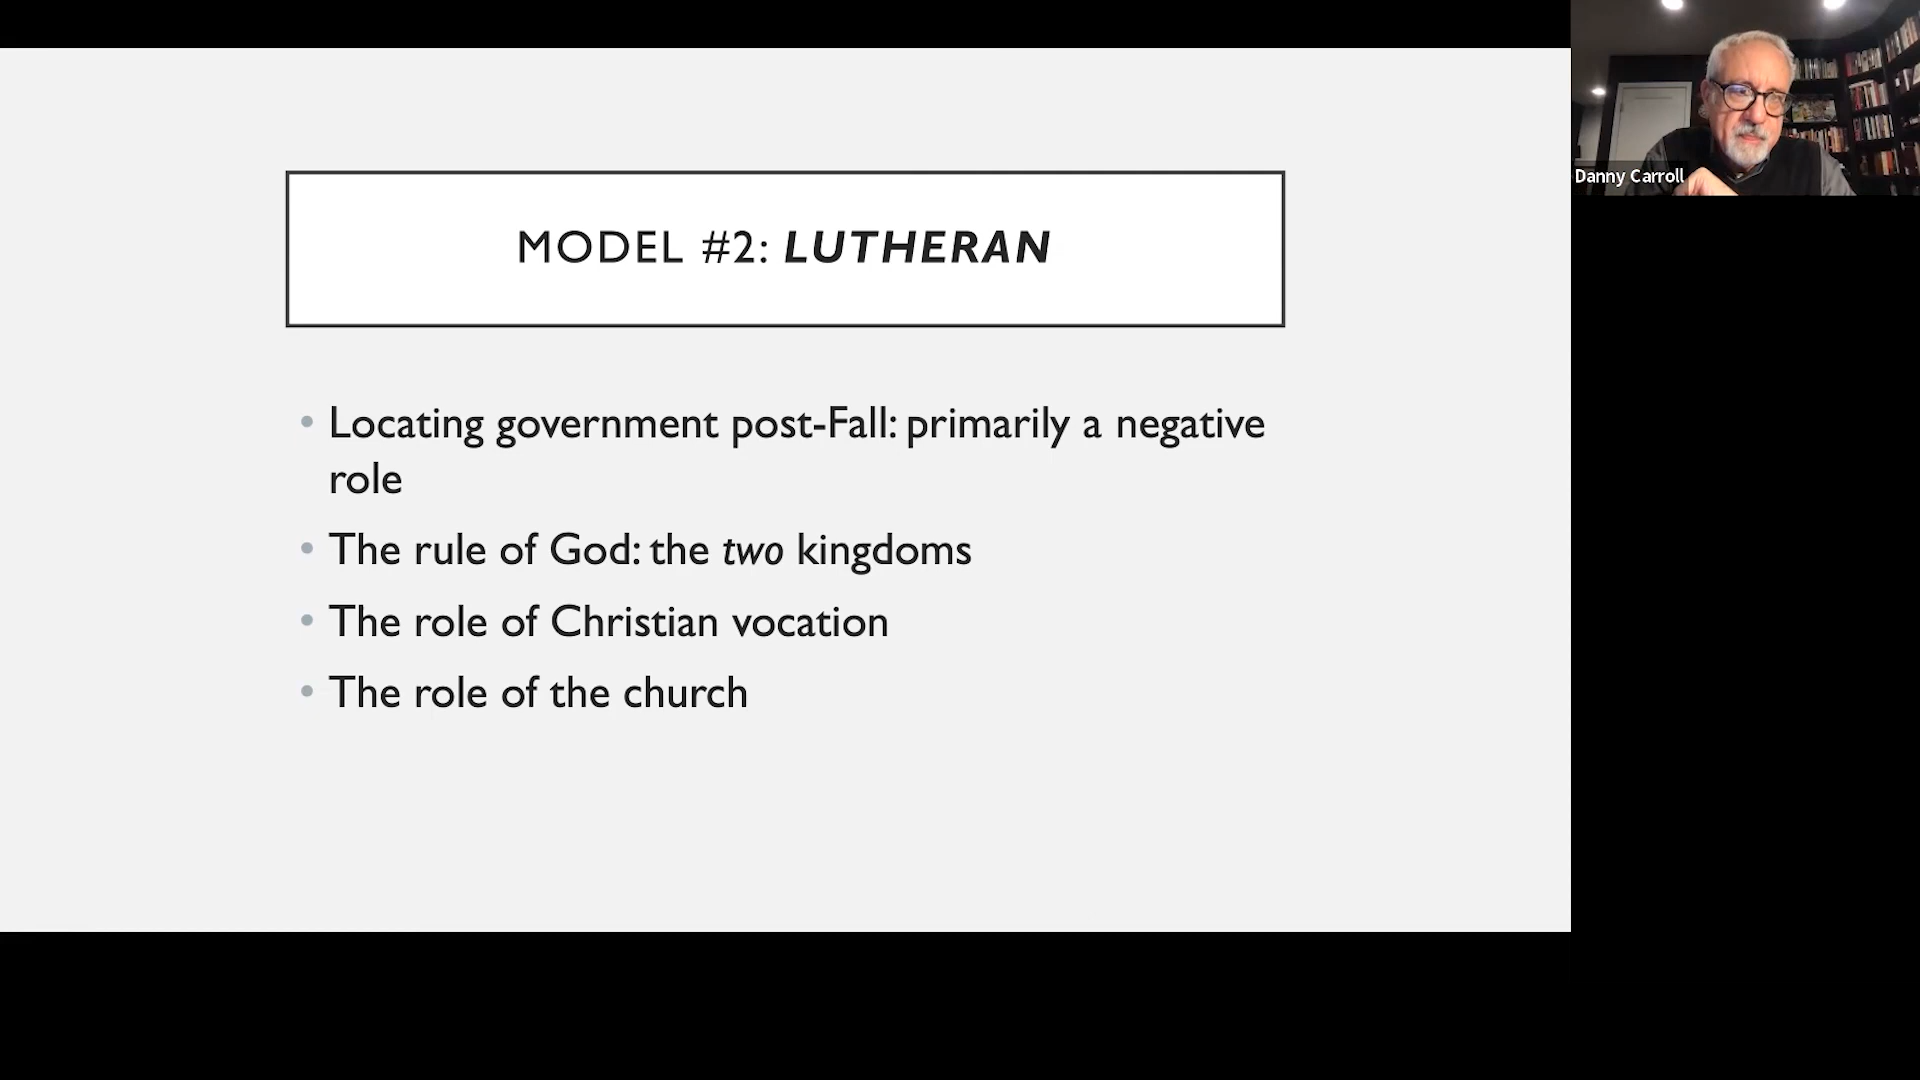 MODEL #2: LUTHERAN
• Locating government post-Fall: primarily a negative
role
• The rule of God: the two kingdoms
• The role of Christian vocation
• The role of the church
Danny Carroll